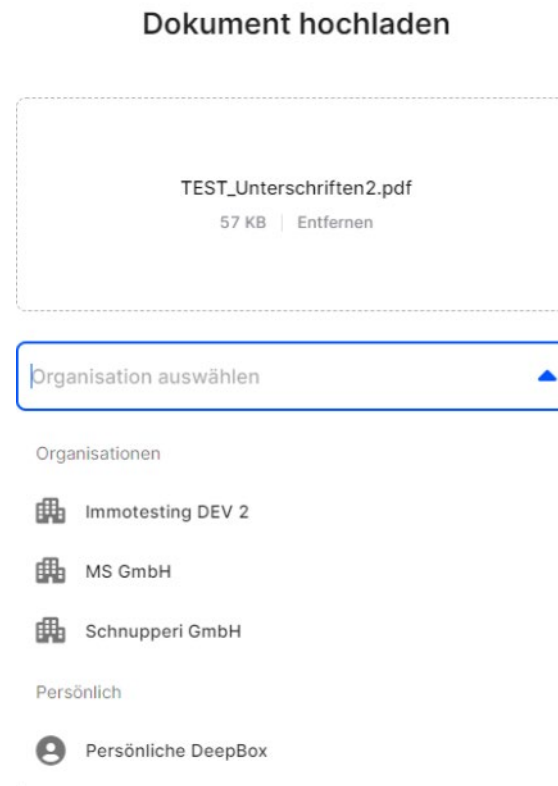 Dokument hochladen
TEST_Unterschriften2.pdf
57 KB | Entfernen
Organisation auswählen
Organisationen
Immotesting DEV 2
MS GmbH
Schnupperi GmbH
Persönlich
Persönliche DeepBox